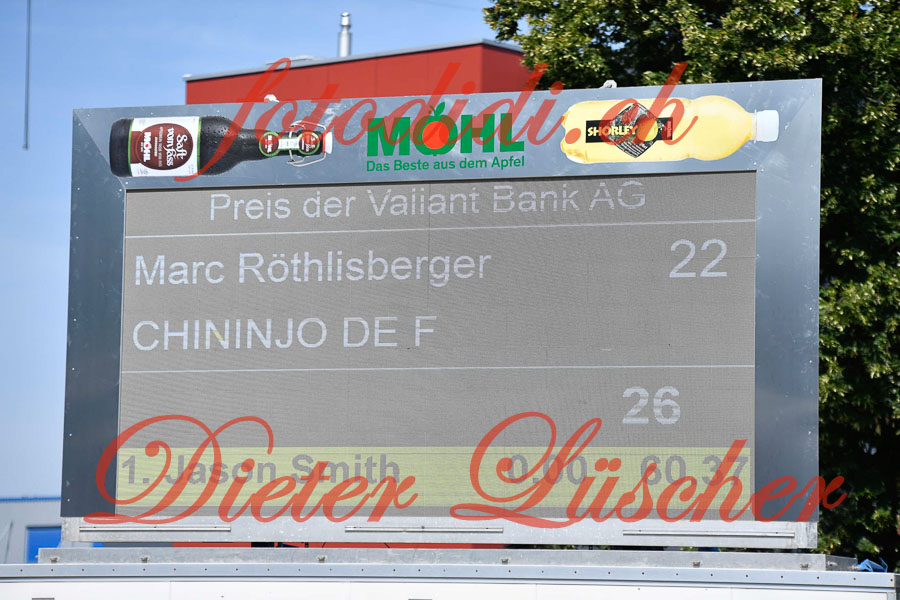 fotodidi.ch
Saft vom Fass
MÖHL
MÖHL
Das Beste aus dem Apfel
SHORLEY
Preis der Valiant Bank AG
Marc Röthlisberger 22
CHININJO DE F
26
1. Jason Smith 0.00 60.37
Dieter Lüscher